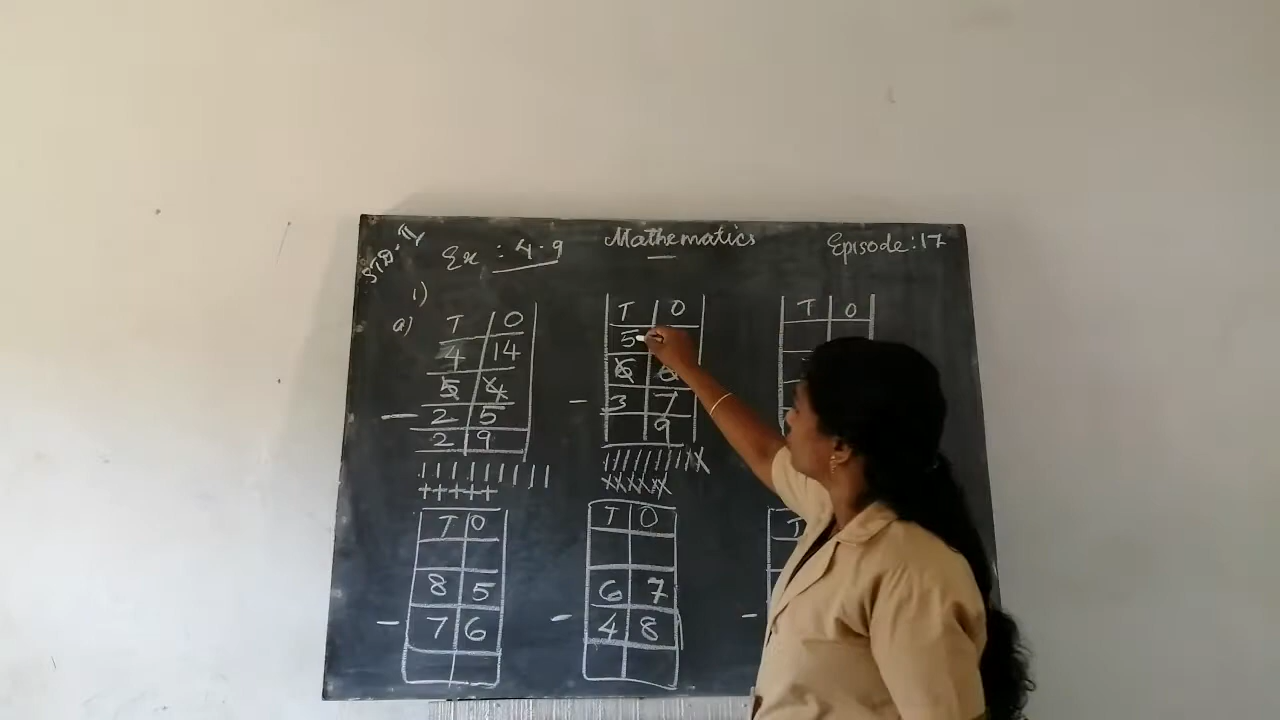 STD: II
Ex : 4.9
Mathematics
Episode: 17
1)
a)
T O
4 14
5 4
- 2 5
2 9
T O
5
6 6
- 3 7
9
T O
T O
8 5
- 7 6
T O
6 7
- 4 8
T
-